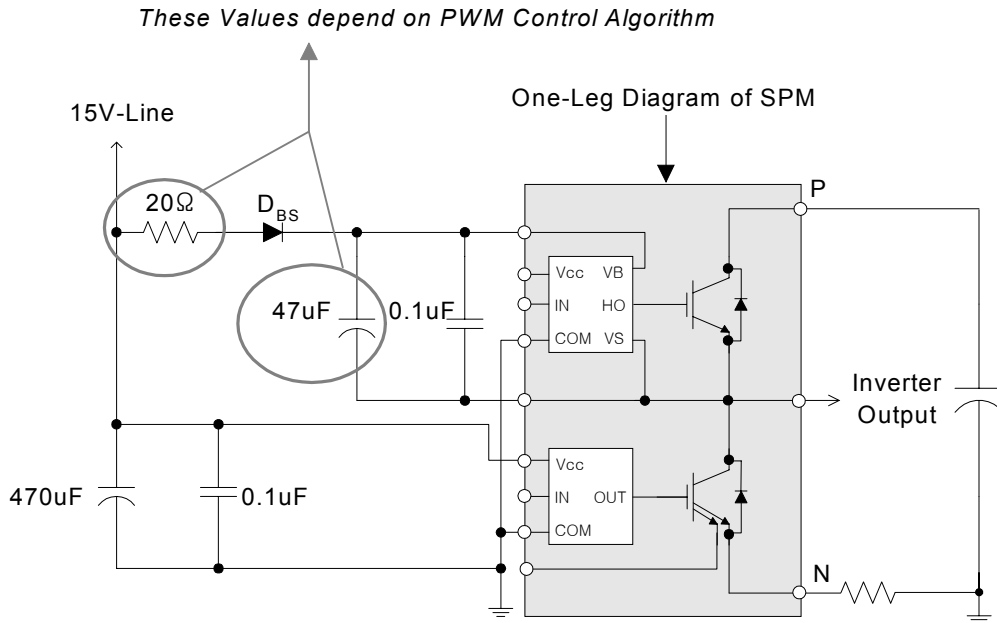 These Values depend on PWM Control Algorithm
One-Leg Diagram of SPM
15V-Line
P
20Ω
DBS
Vcc VB
47uF
0.1uF
IN HO
COM VS
Inverter
Output
Vcc
470uF
0.1uF
IN OUT
COM
N